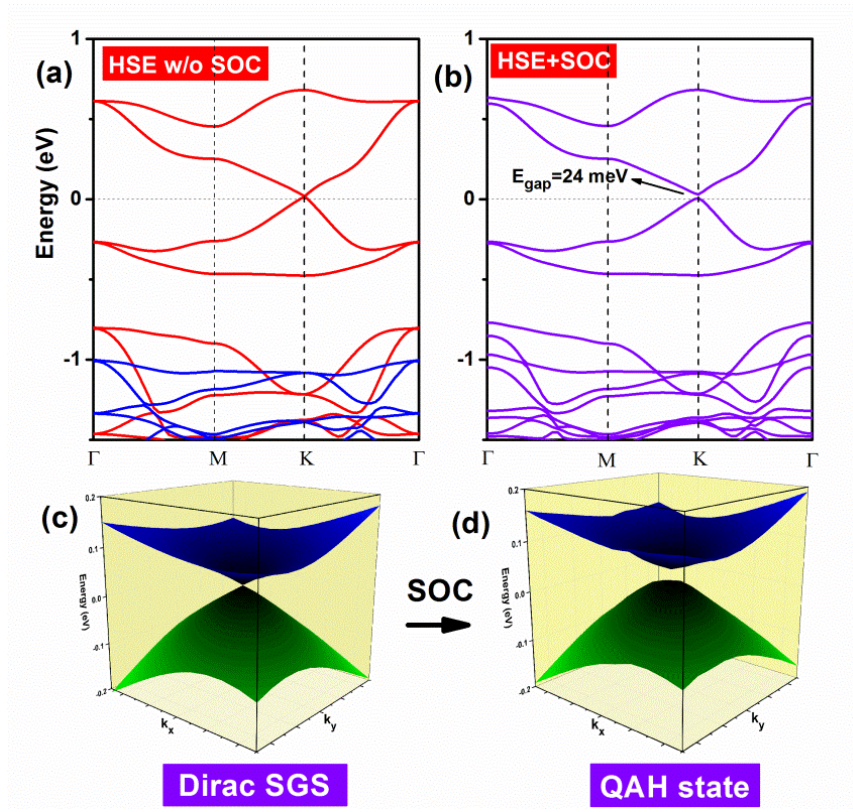 (a)
HSE w/o SOC
Energy (eV)
1
0
-1
Γ
M
K
Γ
(b)
HSE+SOC
E_gap=24 meV
1
0
-1
Γ
M
K
Γ
(c)
Energy (eV)
0.2
0.1
0.0
-0.1
-0.2
k_x
k_y
SOC
(d)
Energy (eV)
0.2
0.1
0.0
-0.1
-0.2
k_x
k_y
Dirac SGS
QAH state